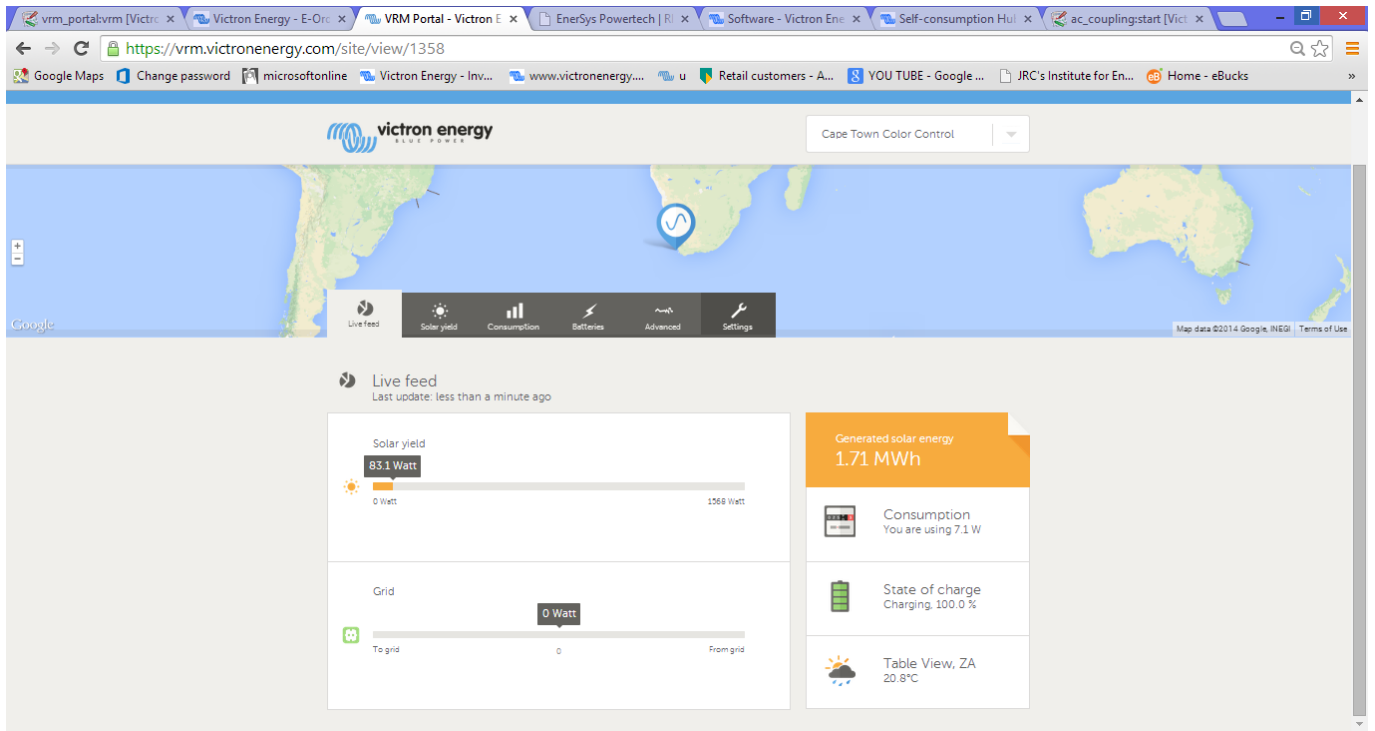 vrm_portal:vrm [Victro
Victron Energy - E-Orc
VRM Portal - Victron E
EnerSys Powertech | Rl
Software - Victron Ene
Self-consumption Hul
ac_coupling:start [Vict
https://vrm.victronenergy.com/site/view/1358
Google Maps
Change password
microsoftonline
Victron Energy - Inv...
www.victronenergy....
u
Retail customers - A...
YOU TUBE - Google ...
JRC's Institute for En...
Home - eBucks
»
victron energy
BLUE POWER
Cape Town Color Control
+
-
Google
Live feed
Solar yield
Consumption
Batteries
Advanced
Settings
Map data ©2014 Google, INEGI
Terms of Use
Live feed
Last update: less than a minute ago
Solar yield
83.1 Watt
0 Watt
1568 Watt
Grid
0 Watt
To grid
0
From grid
Generated solar energy
1.71 MWh
Consumption
You are using 7.1 W
State of charge
Charging, 100.0 %
Table View, ZA
20.8°C